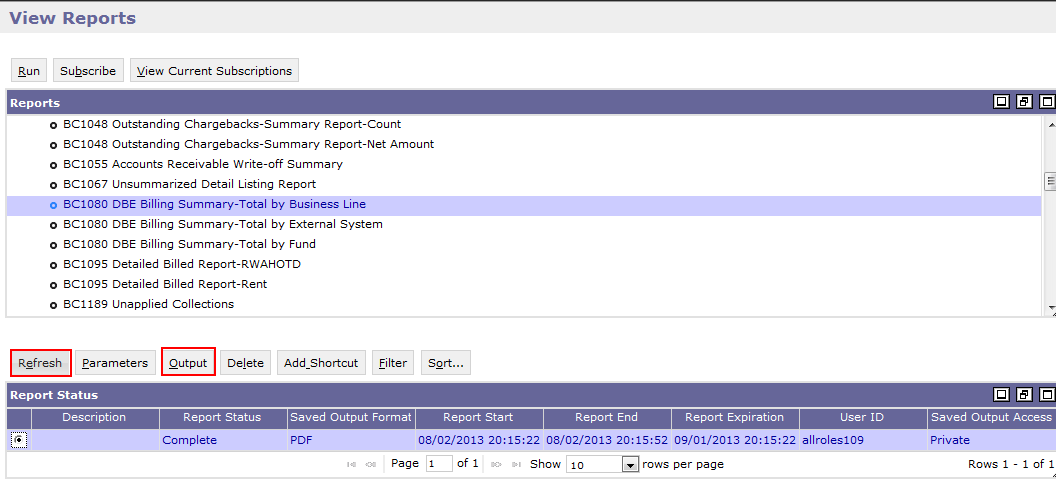 View Reports
Run Subscribe View Current Subscriptions
Reports
BC1048 Outstanding Chargebacks-Summary Report-Count
BC1048 Outstanding Chargebacks-Summary Report-Net Amount
BC1055 Accounts Receivable Write-off Summary
BC1067 Unsummarized Detail Listing Report
BC1080 DBE Billing Summary-Total by Business Line
BC1080 DBE Billing Summary-Total by External System
BC1080 DBE Billing Summary-Total by Fund
BC1095 Detailed Billed Report-RWAHOTD
BC1095 Detailed Billed Report-Rent
BC1189 Unapplied Collections
Refresh Parameters Output Delete Add Shortcut Filter Sort...
Report Status
Description Report Status Saved Output Format Report Start Report End Report Expiration User ID Saved Output Access
Complete PDF 08/02/2013 20:15:22 08/02/2013 20:15:52 09/01/2013 20:15:22 allroles109 Private
Page 1 of 1 Show 10 rows per page Rows 1 - 1 of 1